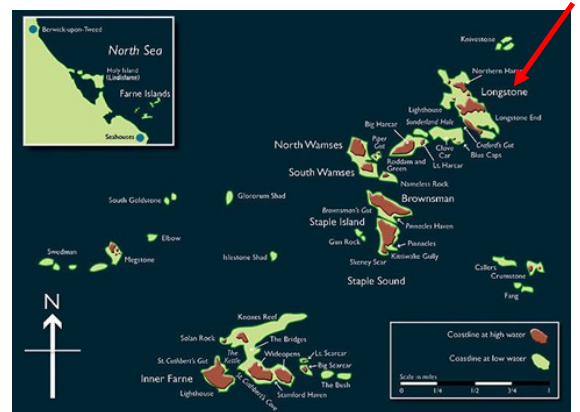 Berwick-upon-Tweed
North Sea
Holy Island
(Lindisfarne)
Farne Islands
Seahouses
Knivestone
Northern Hares
Longstone
Lighthouse
Longstone End
Big Harcar
Sunderland Hole
Piper
Gut
North Wamses
Roddam and
Green
Clove
Car
Craford's Gut
Blue Caps
Lt. Harcar
South Wamses
Nameless Rock
Brownsman
South Goldstone
Glororum Shad
Brownsman's Gut
Pinnacles Haven
Staple Island
Elbow
Gun Rock
Pinnacles
Kittiwake Gully
Swedman
Megstone
Islestone Shad
Skeney Scar
Callers
Crumstone
Staple Sound
Fang
N
Knoxes Reef
Solan Rock
The Bridges
St. Cuthbert's Gut
The
Kettle
Wideopens
Lt. Scarcar
Big Scarcar
Inner Farne
The Bush
St. Cuthbert's Cove
Stamford Haven
Lighthouse
Coastline at high water
Coastline at low water
Scale in miles
0 1/4 1/2 3/4 1